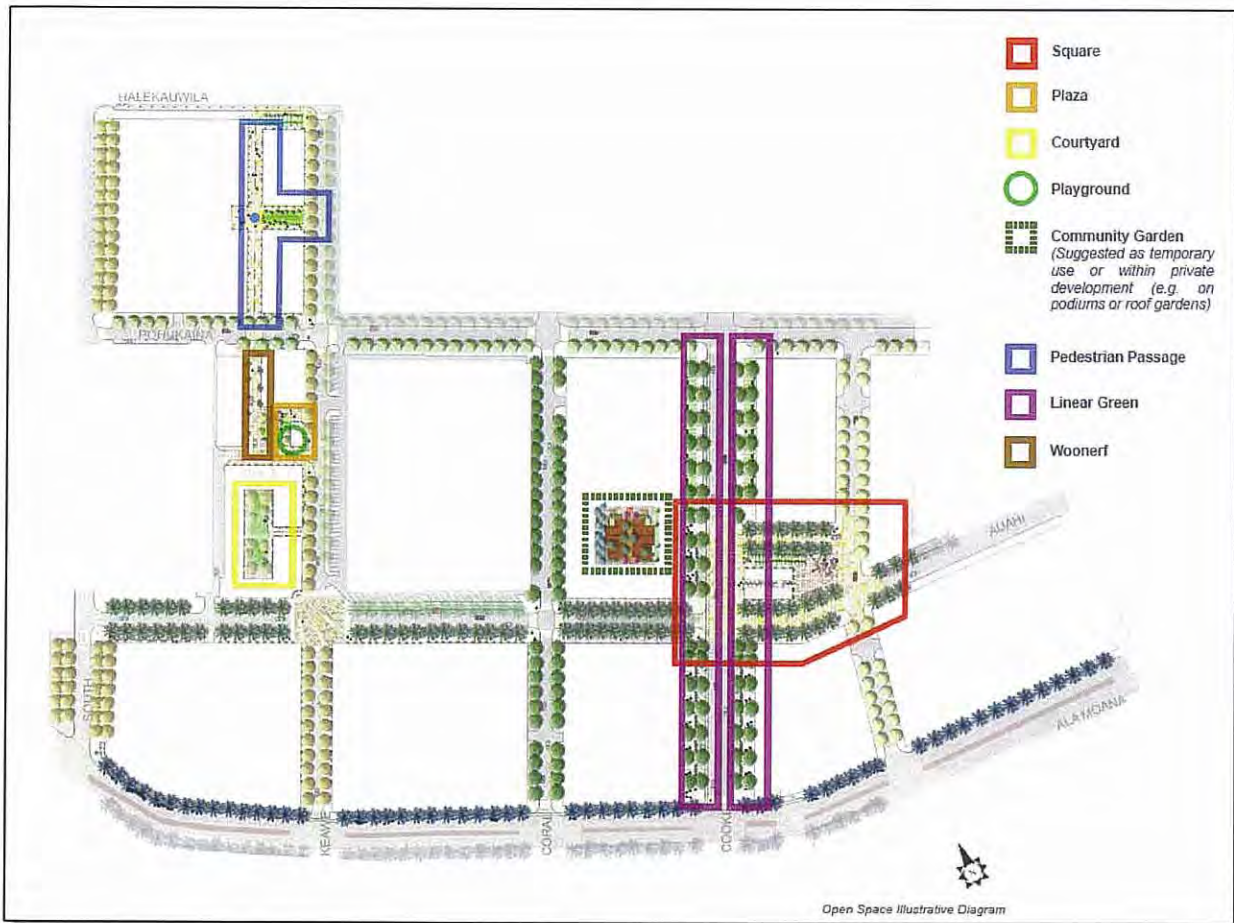 Square
Plaza
Courtyard
Playground
Community Garden
(Suggested as temporary
use or within private
development (e.g. on
podiums or roof gardens)
Pedestrian Passage
Linear Green
Woonerf
HALEKAUWILA
POHUKAINA
AUAHI
SOUTH
ALA MOANA
KEAWE
CORAL
COOKE
N
Open Space Illustrative Diagram